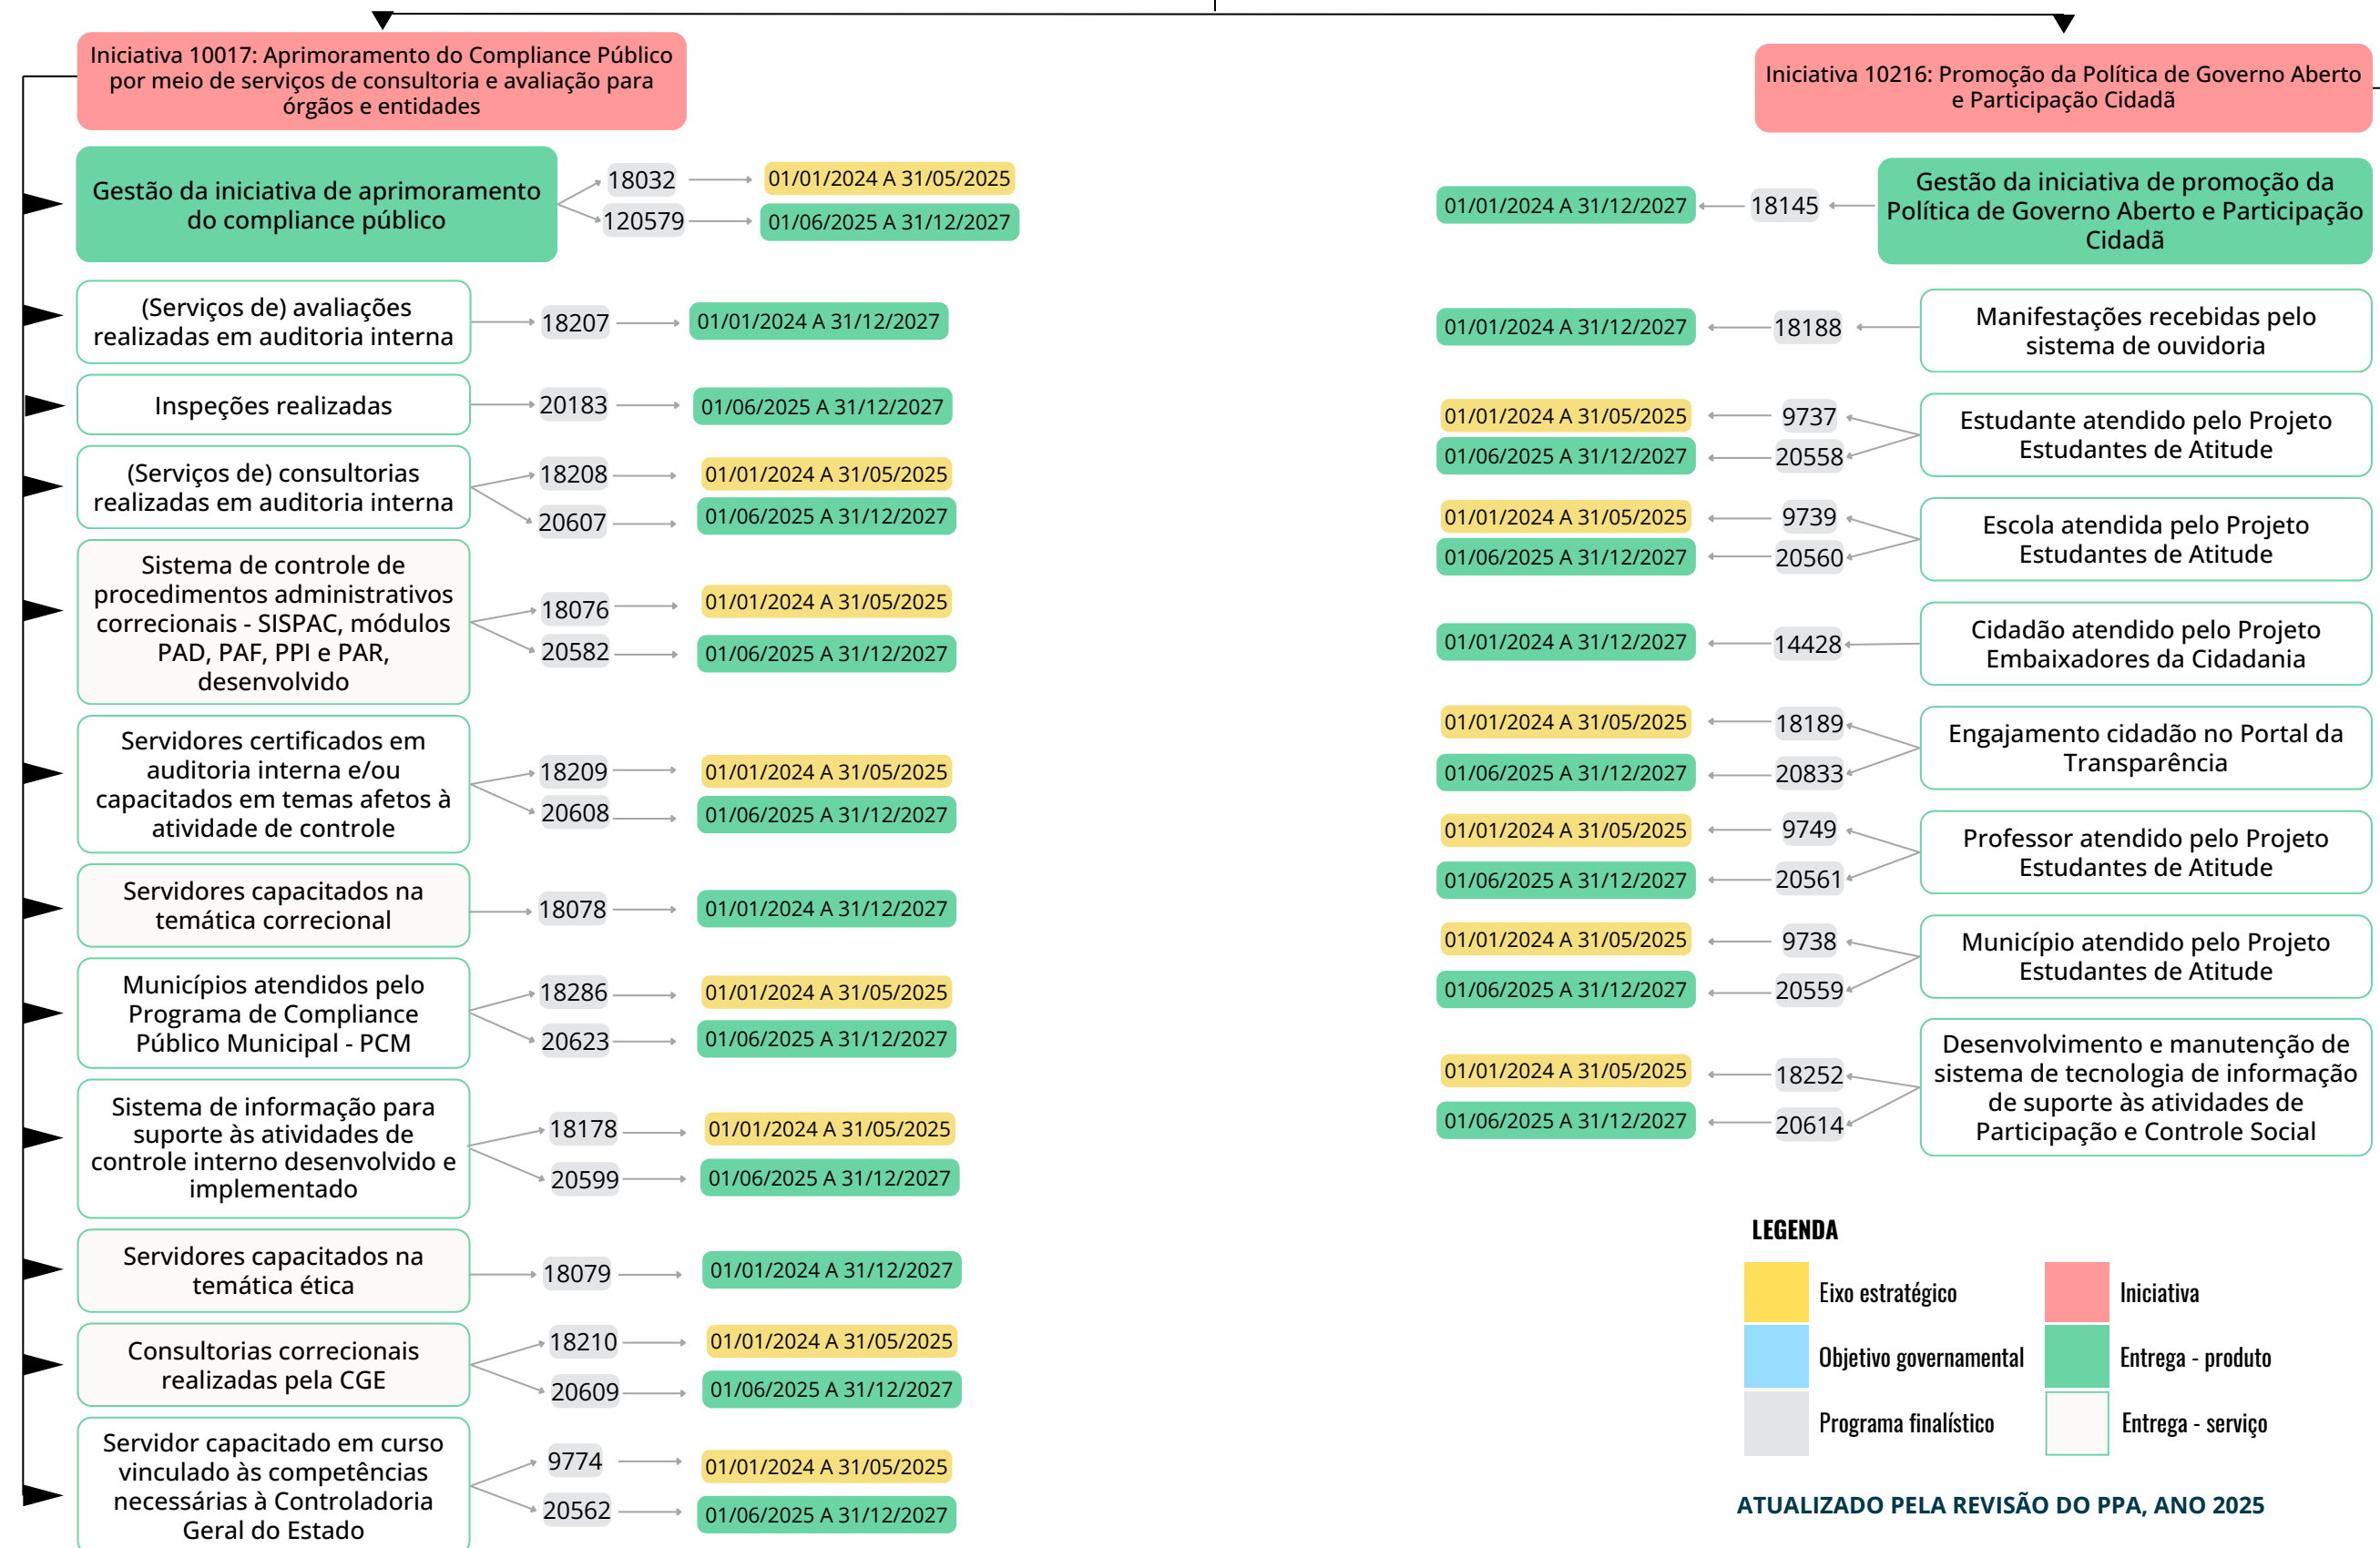 Iniciativa 10017: Aprimoramento do Compliance Público
por meio de serviços de consultoria e avaliação para
órgãos e entidades
Gestão da iniciativa de aprimoramento
do compliance público
18032
01/01/2024 A 31/05/2025
120579
01/06/2025 A 31/12/2027
(Serviços de) avaliações
realizadas em auditoria interna
18207
01/01/2024 A 31/12/2027
Inspeções realizadas
20183
01/06/2025 A 31/12/2027
(Serviços de) consultorias
realizadas em auditoria interna
18208
01/01/2024 A 31/05/2025
20607
01/06/2025 A 31/12/2027
Sistema de controle de
procedimentos administrativos
correcionais - SISPAC, módulos
PAD, PAF, PPI e PAR,
desenvolvido
18076
01/01/2024 A 31/05/2025
20582
01/06/2025 A 31/12/2027
Servidores certificados em
auditoria interna e/ou
capacitados em temas afetos à
atividade de controle
18209
01/01/2024 A 31/05/2025
20608
01/06/2025 A 31/12/2027
Servidores capacitados na
temática correcional
18078
01/01/2024 A 31/12/2027
Municípios atendidos pelo
Programa de Compliance
Público Municipal - PCM
18286
01/01/2024 A 31/05/2025
20623
01/06/2025 A 31/12/2027
Sistema de informação para
suporte às atividades de
controle interno desenvolvido e
implementado
18178
01/01/2024 A 31/05/2025
20599
01/06/2025 A 31/12/2027
Servidores capacitados na
temática ética
18079
01/01/2024 A 31/12/2027
Consultorias correcionais
realizadas pela CGE
18210
01/01/2024 A 31/05/2025
20609
01/06/2025 A 31/12/2027
Servidor capacitado em curso
vinculado às competências
necessárias à Controladoria
Geral do Estado
9774
01/01/2024 A 31/05/2025
20562
01/06/2025 A 31/12/2027
Iniciativa 10216: Promoção da Política de Governo Aberto
e Participação Cidadã
01/01/2024 A 31/12/2027
18145
Gestão da iniciativa de promoção da
Política de Governo Aberto e Participação
Cidadã
01/01/2024 A 31/12/2027
18188
Manifestações recebidas pelo
sistema de ouvidoria
01/01/2024 A 31/05/2025
9737
01/06/2025 A 31/12/2027
20558
Estudante atendido pelo Projeto
Estudantes de Atitude
01/01/2024 A 31/05/2025
9739
01/06/2025 A 31/12/2027
20560
Escola atendida pelo Projeto
Estudantes de Atitude
01/01/2024 A 31/12/2027
14428
Cidadão atendido pelo Projeto
Embaixadores da Cidadania
01/01/2024 A 31/05/2025
18189
01/06/2025 A 31/12/2027
20833
Engajamento cidadão no Portal da
Transparência
01/01/2024 A 31/05/2025
9749
01/06/2025 A 31/12/2027
20561
Professor atendido pelo Projeto
Estudantes de Atitude
01/01/2024 A 31/05/2025
9738
01/06/2025 A 31/12/2027
20559
Município atendido pelo Projeto
Estudantes de Atitude
01/01/2024 A 31/05/2025
18252
01/06/2025 A 31/12/2027
20614
Desenvolvimento e manutenção de
sistema de tecnologia de informação
de suporte às atividades de
Participação e Controle Social
LEGENDA
Eixo estratégico
Iniciativa
Objetivo governamental
Entrega - produto
Programa finalístico
Entrega - serviço
ATUALIZADO PELA REVISÃO DO PPA, ANO 2025